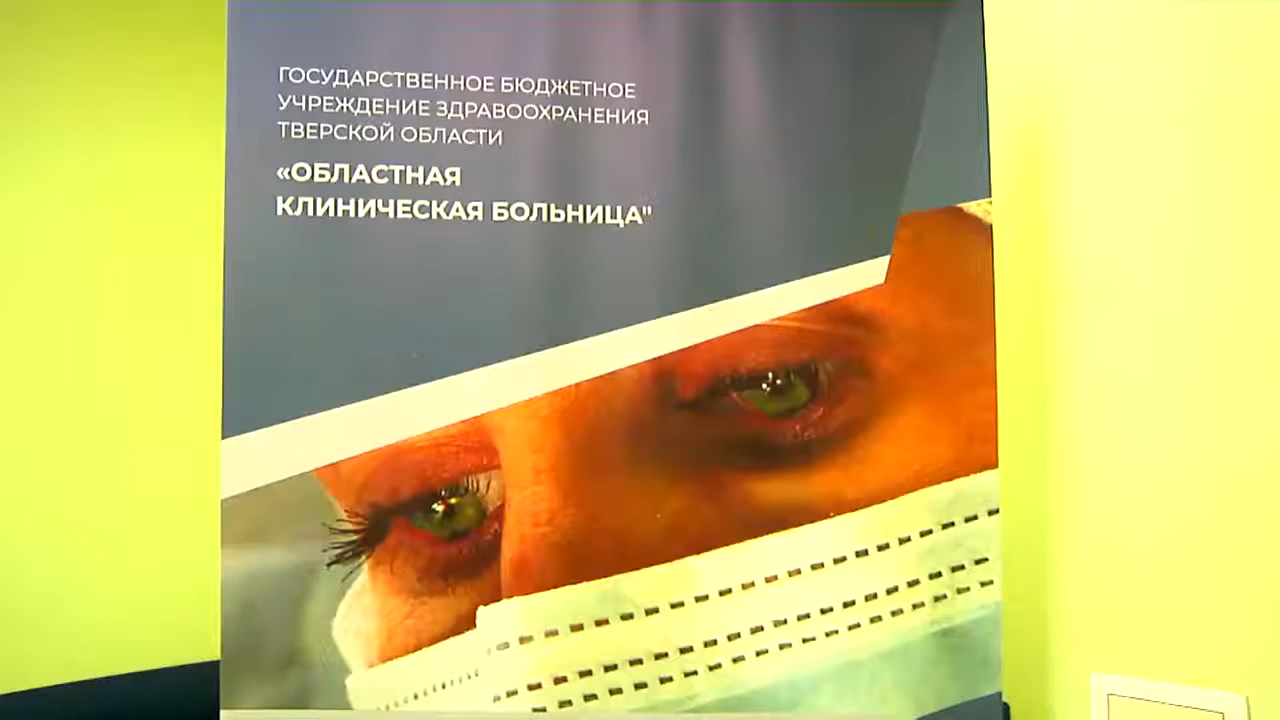 ГОСУДАРСТВЕННОЕ БЮДЖЕТНОЕ
УЧРЕЖДЕНИЕ ЗДРАВООХРАНЕНИЯ
ТВЕРСКОЙ ОБЛАСТИ
«ОБЛАСТНАЯ
КЛИНИЧЕСКАЯ БОЛЬНИЦА"